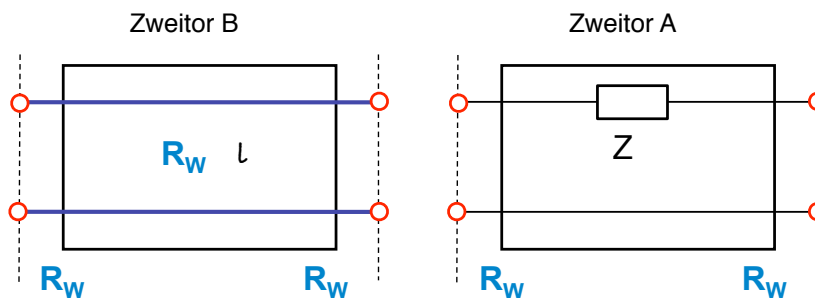 Zweitor B
Zweitor A
R_W l
Z
R_W R_W
R_W R_W